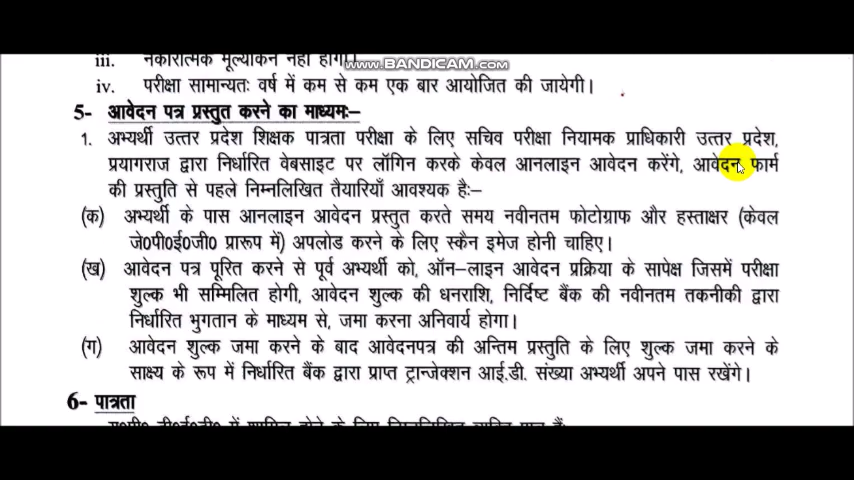 iii. नकारात्मक मूल्यांकन नहीं होगा।
www.BANDICAM.com
iv. परीक्षा सामान्यतः वर्ष में कम से कम एक बार आयोजित की जायेगी।
5- आवेदन पत्र प्रस्तुत करने का माध्यमः–
1. अभ्यर्थी उत्तर प्रदेश शिक्षक पात्रता परीक्षा के लिए सचिव परीक्षा नियामक प्राधिकारी उत्तर प्रदेश,
प्रयागराज द्वारा निर्धारित वेबसाइट पर लॉगिन करके केवल आनलाइन आवेदन करेंगे, आवेदन फार्म
की प्रस्तुति से पहले निम्नलिखित तैयारियाँ आवश्यक हैः–
(क) अभ्यर्थी के पास आनलाइन आवेदन प्रस्तुत करते समय नवीनतम फोटोग्राफ और हस्ताक्षर (केवल
जे0पी0ई0जी0 प्रारूप में) अपलोड करने के लिए स्कैन इमेज होनी चाहिए।
(ख) आवेदन पत्र पूरित करने से पूर्व अभ्यर्थी को, ऑन–लाइन आवेदन प्रक्रिया के सापेक्ष जिसमें परीक्षा
शुल्क भी सम्मिलित होगी, आवेदन शुल्क की धनराशि, निर्दिष्ट बैंक की नवीनतम तकनीकी द्वारा
निर्धारित भुगतान के माध्यम से, जमा करना अनिवार्य होगा।
(ग) आवेदन शुल्क जमा करने के बाद आवेदनपत्र की अन्तिम प्रस्तुति के लिए शुल्क जमा करने के
साक्ष्य के रूप में निर्धारित बैंक द्वारा प्राप्त ट्रान्जेक्शन आई.डी. संख्या अभ्यर्थी अपने पास रखेंगे।
6- पात्रता